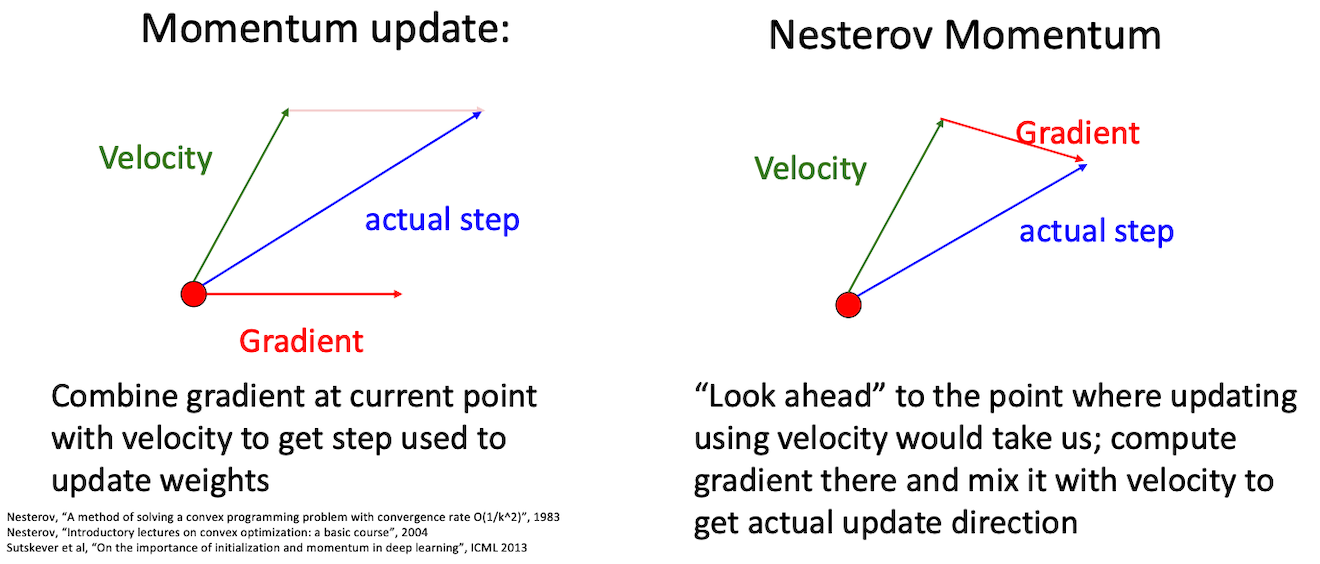 Momentum update:
Velocity
actual step
Gradient
Combine gradient at current point
with velocity to get step used to
update weights
Nesterov, “A method of solving a convex programming problem with convergence rate O(1/k^2)”, 1983
Nesterov, “Introductory lectures on convex optimization: a basic course”, 2004
Sutskever et al, “On the importance of initialization and momentum in deep learning”, ICML 2013
Nesterov Momentum
Gradient
Velocity
actual step
“Look ahead” to the point where updating
using velocity would take us; compute
gradient there and mix it with velocity to
get actual update direction